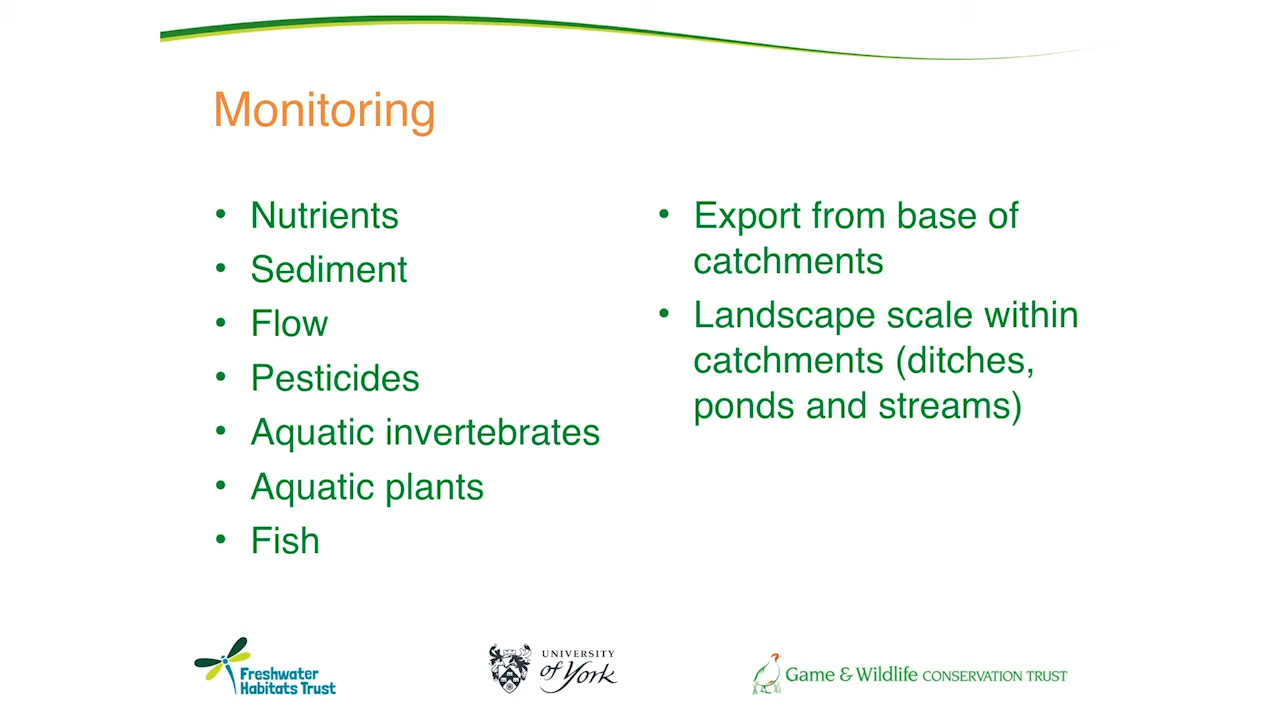 Monitoring
• Nutrients
• Sediment
• Flow
• Pesticides
• Aquatic invertebrates
• Aquatic plants
• Fish
• Export from base of
catchments
• Landscape scale within
catchments (ditches,
ponds and streams)
Freshwater
Habitats Trust
UNIVERSITY
of York
Game & Wildlife CONSERVATION TRUST